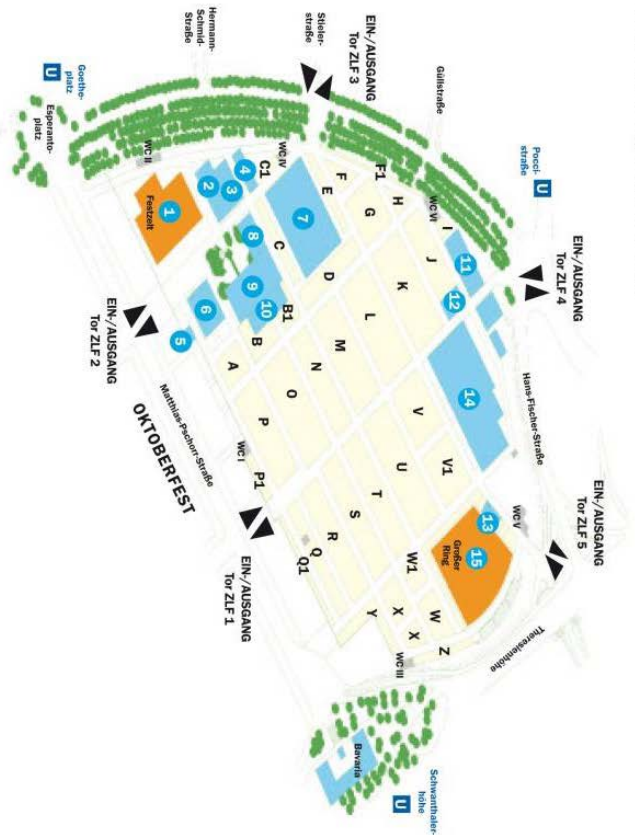 Hermann-
Schmid-
Straße
Stieler-
straße
EIN-/AUSGANG
Tor ZLF 3
Güllstraße
Pocci-
straße
U
EIN-/AUSGANG
Tor ZLF 4
Hans-Fischer-Straße
EIN-/AUSGANG
Tor ZLF 5
Theresienhöhe
U
Goethe-
platz
Esperanto-
platz
WC II
WC IV
WC VI
WC V
1
Festzelt
2
3
4
C1
7
E
F
F1
G
H
I
J
11
12
K
8
C
D
9
10
B1
B
6
5
A
L
M
N
O
P
P1
WC I
14
V
V1
U
T
S
R
Q
Q1
13
15
Großer
Ring
W1
W
X
X
Y
Z
WC III
EIN-/AUSGANG
Tor ZLF 2
Matthias-Pschorr-Straße
OKTOBERFEST
EIN-/AUSGANG
Tor ZLF 1
Bavaria
Schwanthaler-
höhe
U